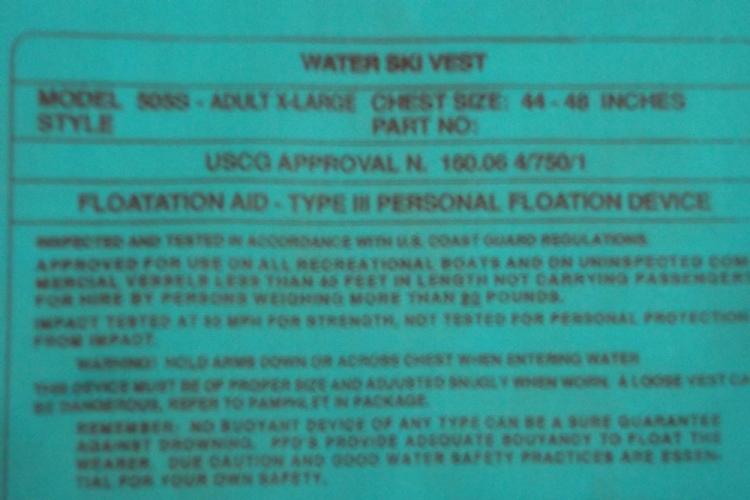 WATER SKI VEST
MODEL 505S - ADULT X-LARGE CHEST SIZE: 44 - 48 INCHES
STYLE PART NO:
USCG APPROVAL N. 160.06 4/750/1
FLOATATION AID - TYPE III PERSONAL FLOATION DEVICE
INSPECTED AND TESTED IN ACCORDANCE WITH U.S. COAST GUARD REGULATIONS.
APPROVED FOR USE ON ALL RECREATIONAL BOATS AND ON UNINSPECTED COM-
MERCIAL VESSELS LESS THAN 40 FEET IN LENGTH NOT CARRYING PASSENGERS
FOR HIRE BY PERSONS WEIGHING MORE THAN 90 POUNDS.
IMPACT TESTED AT 50 MPH FOR STRENGTH, NOT TESTED FOR PERSONAL PROTECTION
FROM IMPACT.
WARNING! HOLD ARMS DOWN OR ACROSS CHEST WHEN ENTERING WATER
THIS DEVICE MUST BE OF PROPER SIZE AND ADJUSTED SNUGLY WHEN WORN. A LOOSE VEST CA
BE DANGEROUS, REFER TO PAMPHLET IN PACKAGE.
REMEMBER: NO BUOYANT DEVICE OF ANY TYPE CAN BE A SURE GUARANTEE
AGAINST DROWNING. PFD'S PROVIDE ADEQUATE BOUYANCY TO FLOAT THE
WEARER. DUE CAUTION AND GOOD WATER SAFETY PRACTICES ARE ESSEN-
TIAL FOR YOUR OWN SAFETY.